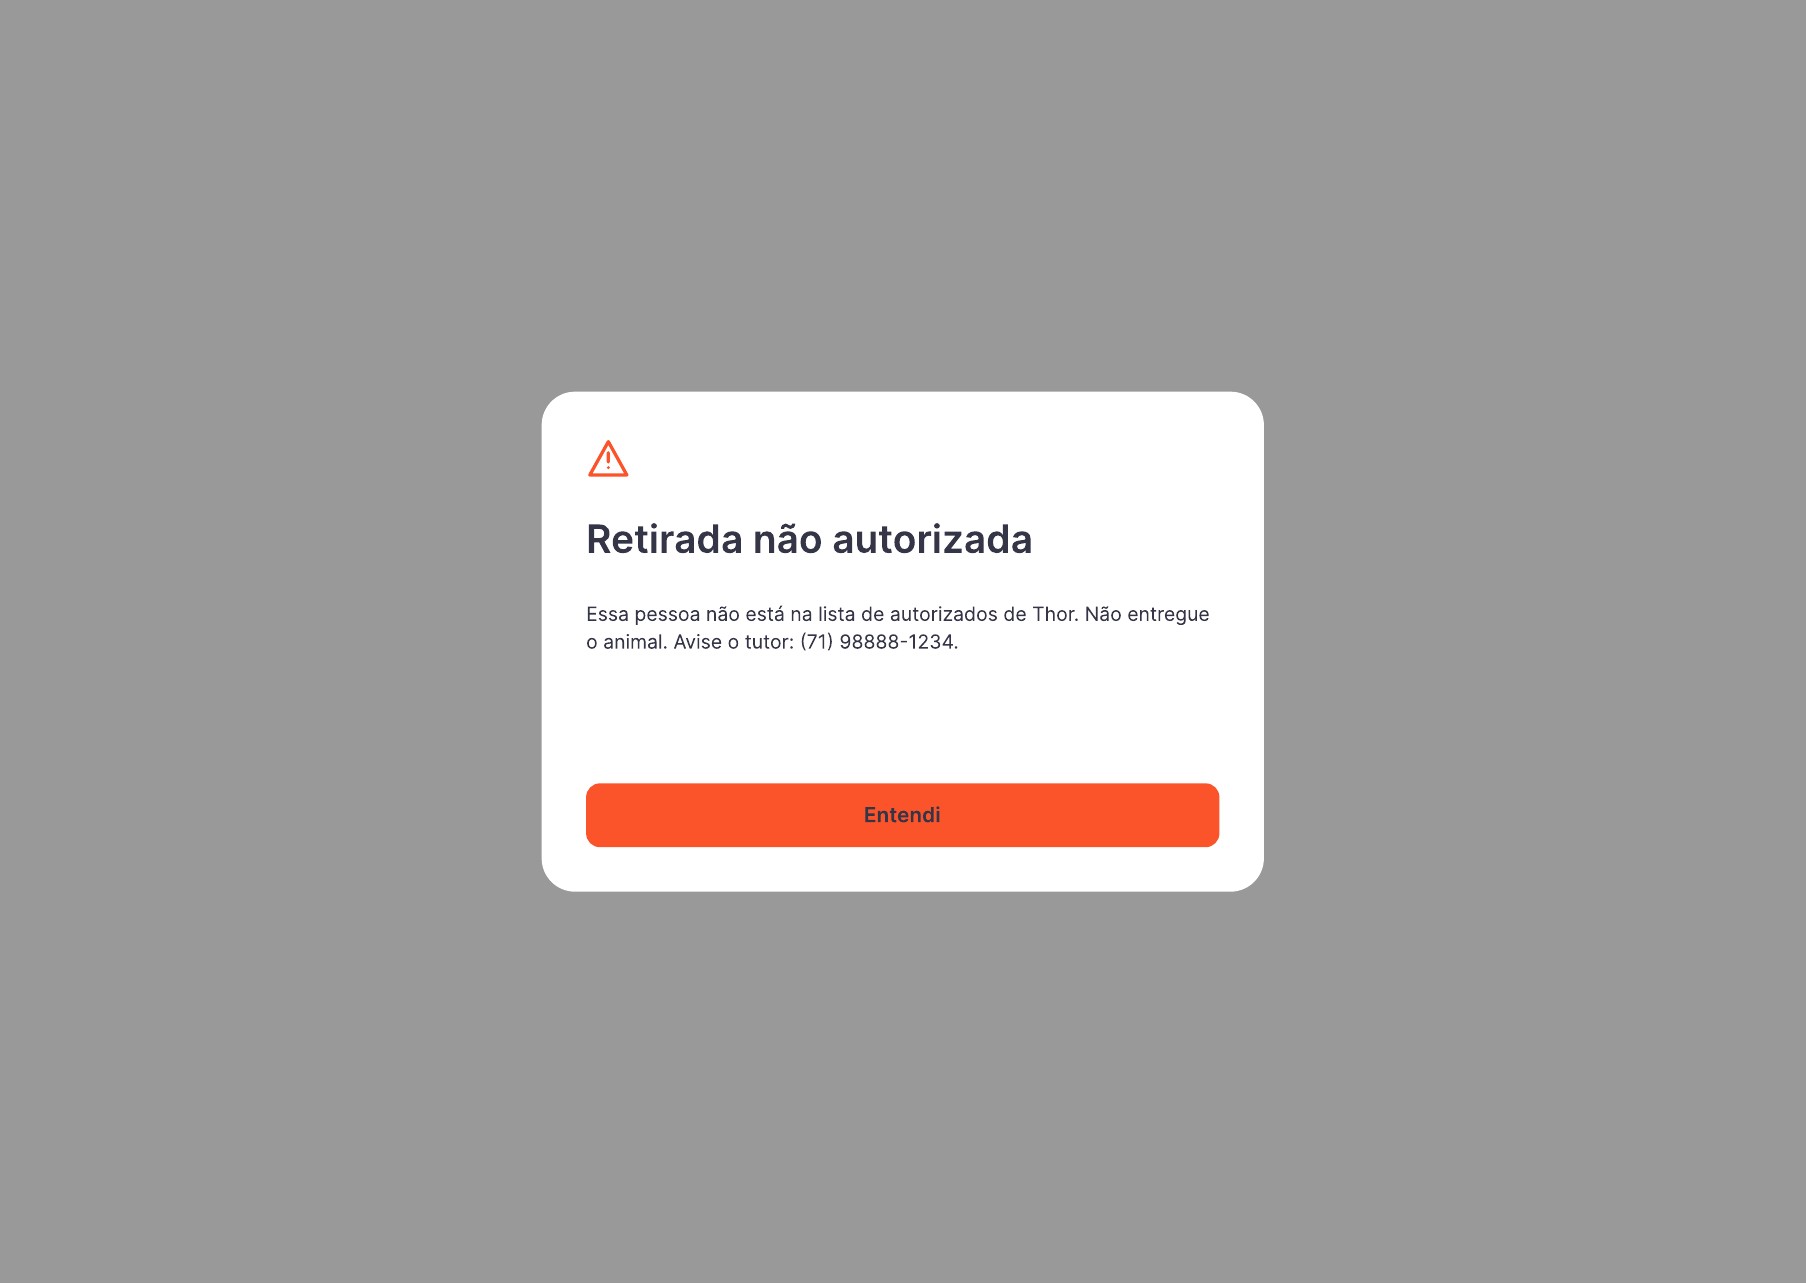 Retirada não autorizada
Essa pessoa não está na lista de autorizados de Thor. Não entregue
o animal. Avise o tutor: (71) 98888-1234.
Entendi